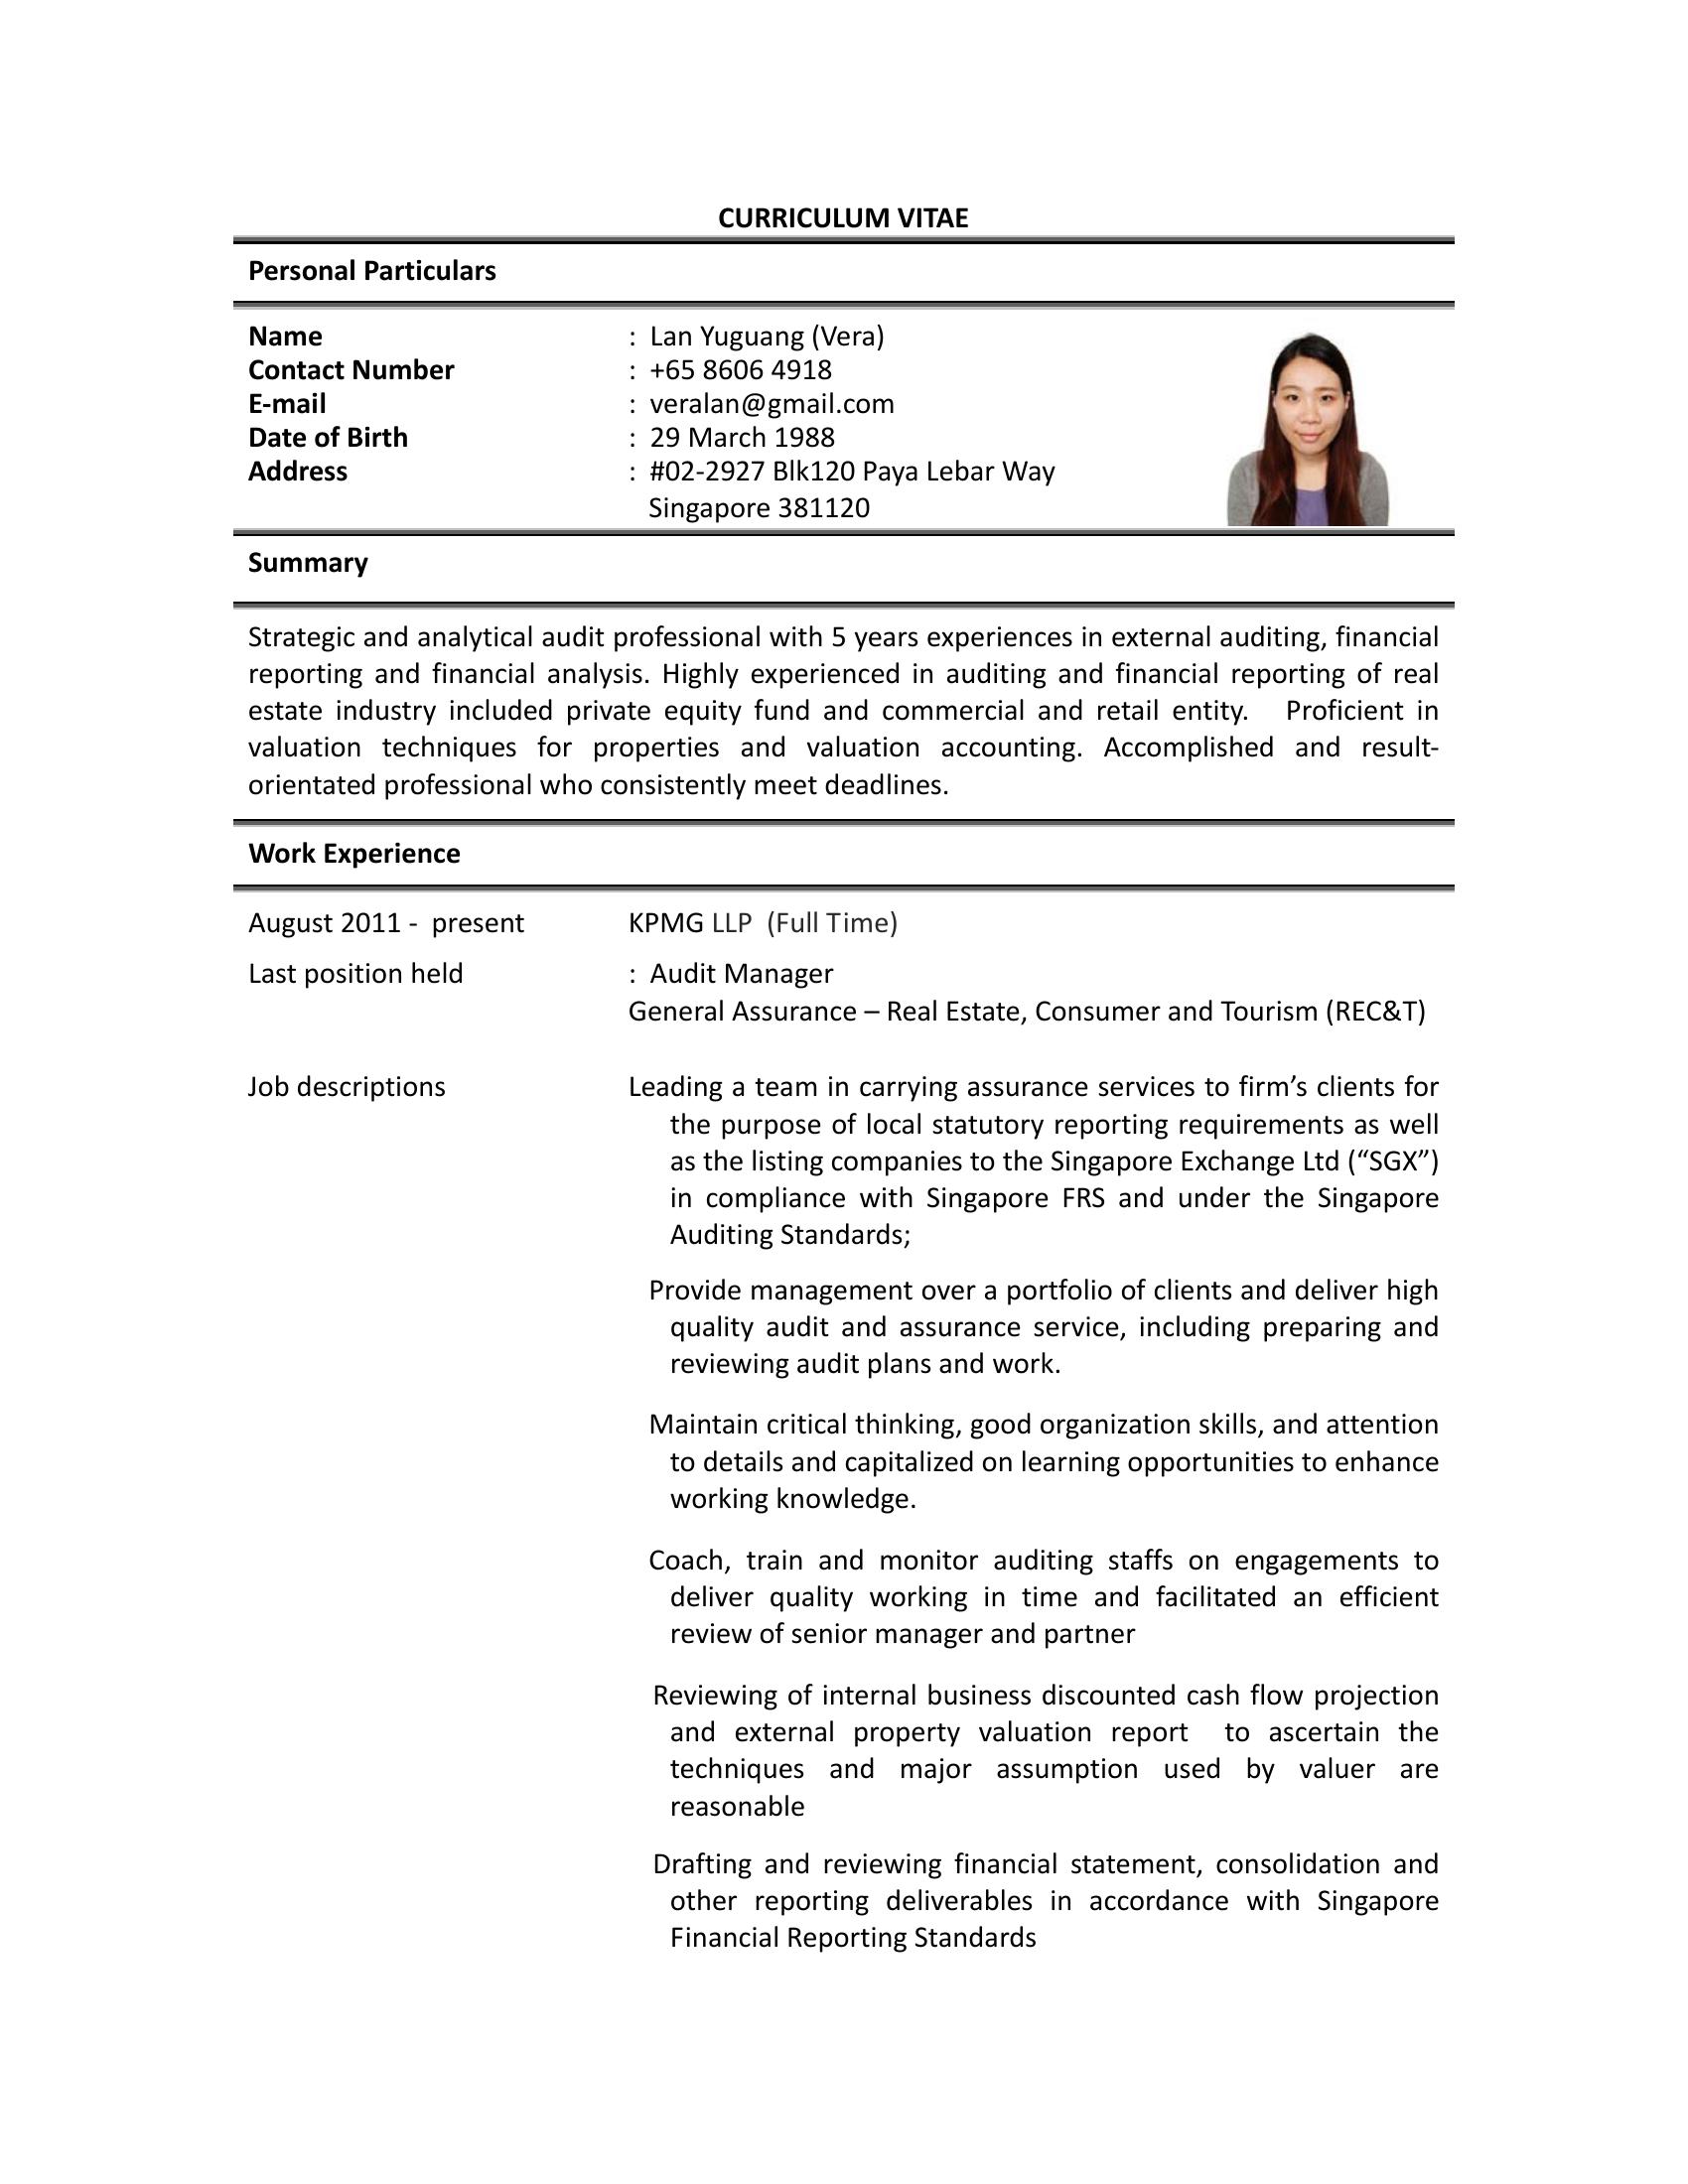 CURRICULUM VITAE
Personal Particulars
Name : Lan Yuguang (Vera)
Contact Number : +65 8606 4918
E-mail : veralan@gmail.com
Date of Birth : 29 March 1988
Address : #02-2927 Blk120 Paya Lebar Way
Singapore 381120
Summary
Strategic and analytical audit professional with 5 years experiences in external auditing, financial
reporting and financial analysis. Highly experienced in auditing and financial reporting of real
estate industry included private equity fund and commercial and retail entity. Proficient in
valuation techniques for properties and valuation accounting. Accomplished and result-
orientated professional who consistently meet deadlines.
Work Experience
August 2011 - present KPMG LLP (Full Time)
Last position held : Audit Manager
General Assurance – Real Estate, Consumer and Tourism (REC&T)
Job descriptions Leading a team in carrying assurance services to firm’s clients for
the purpose of local statutory reporting requirements as well
as the listing companies to the Singapore Exchange Ltd (“SGX”)
in compliance with Singapore FRS and under the Singapore
Auditing Standards;
Provide management over a portfolio of clients and deliver high
quality audit and assurance service, including preparing and
reviewing audit plans and work.
Maintain critical thinking, good organization skills, and attention
to details and capitalized on learning opportunities to enhance
working knowledge.
Coach, train and monitor auditing staffs on engagements to
deliver quality working in time and facilitated an efficient
review of senior manager and partner
Reviewing of internal business discounted cash flow projection
and external property valuation report to ascertain the
techniques and major assumption used by valuer are
reasonable
Drafting and reviewing financial statement, consolidation and
other reporting deliverables in accordance with Singapore
Financial Reporting Standards